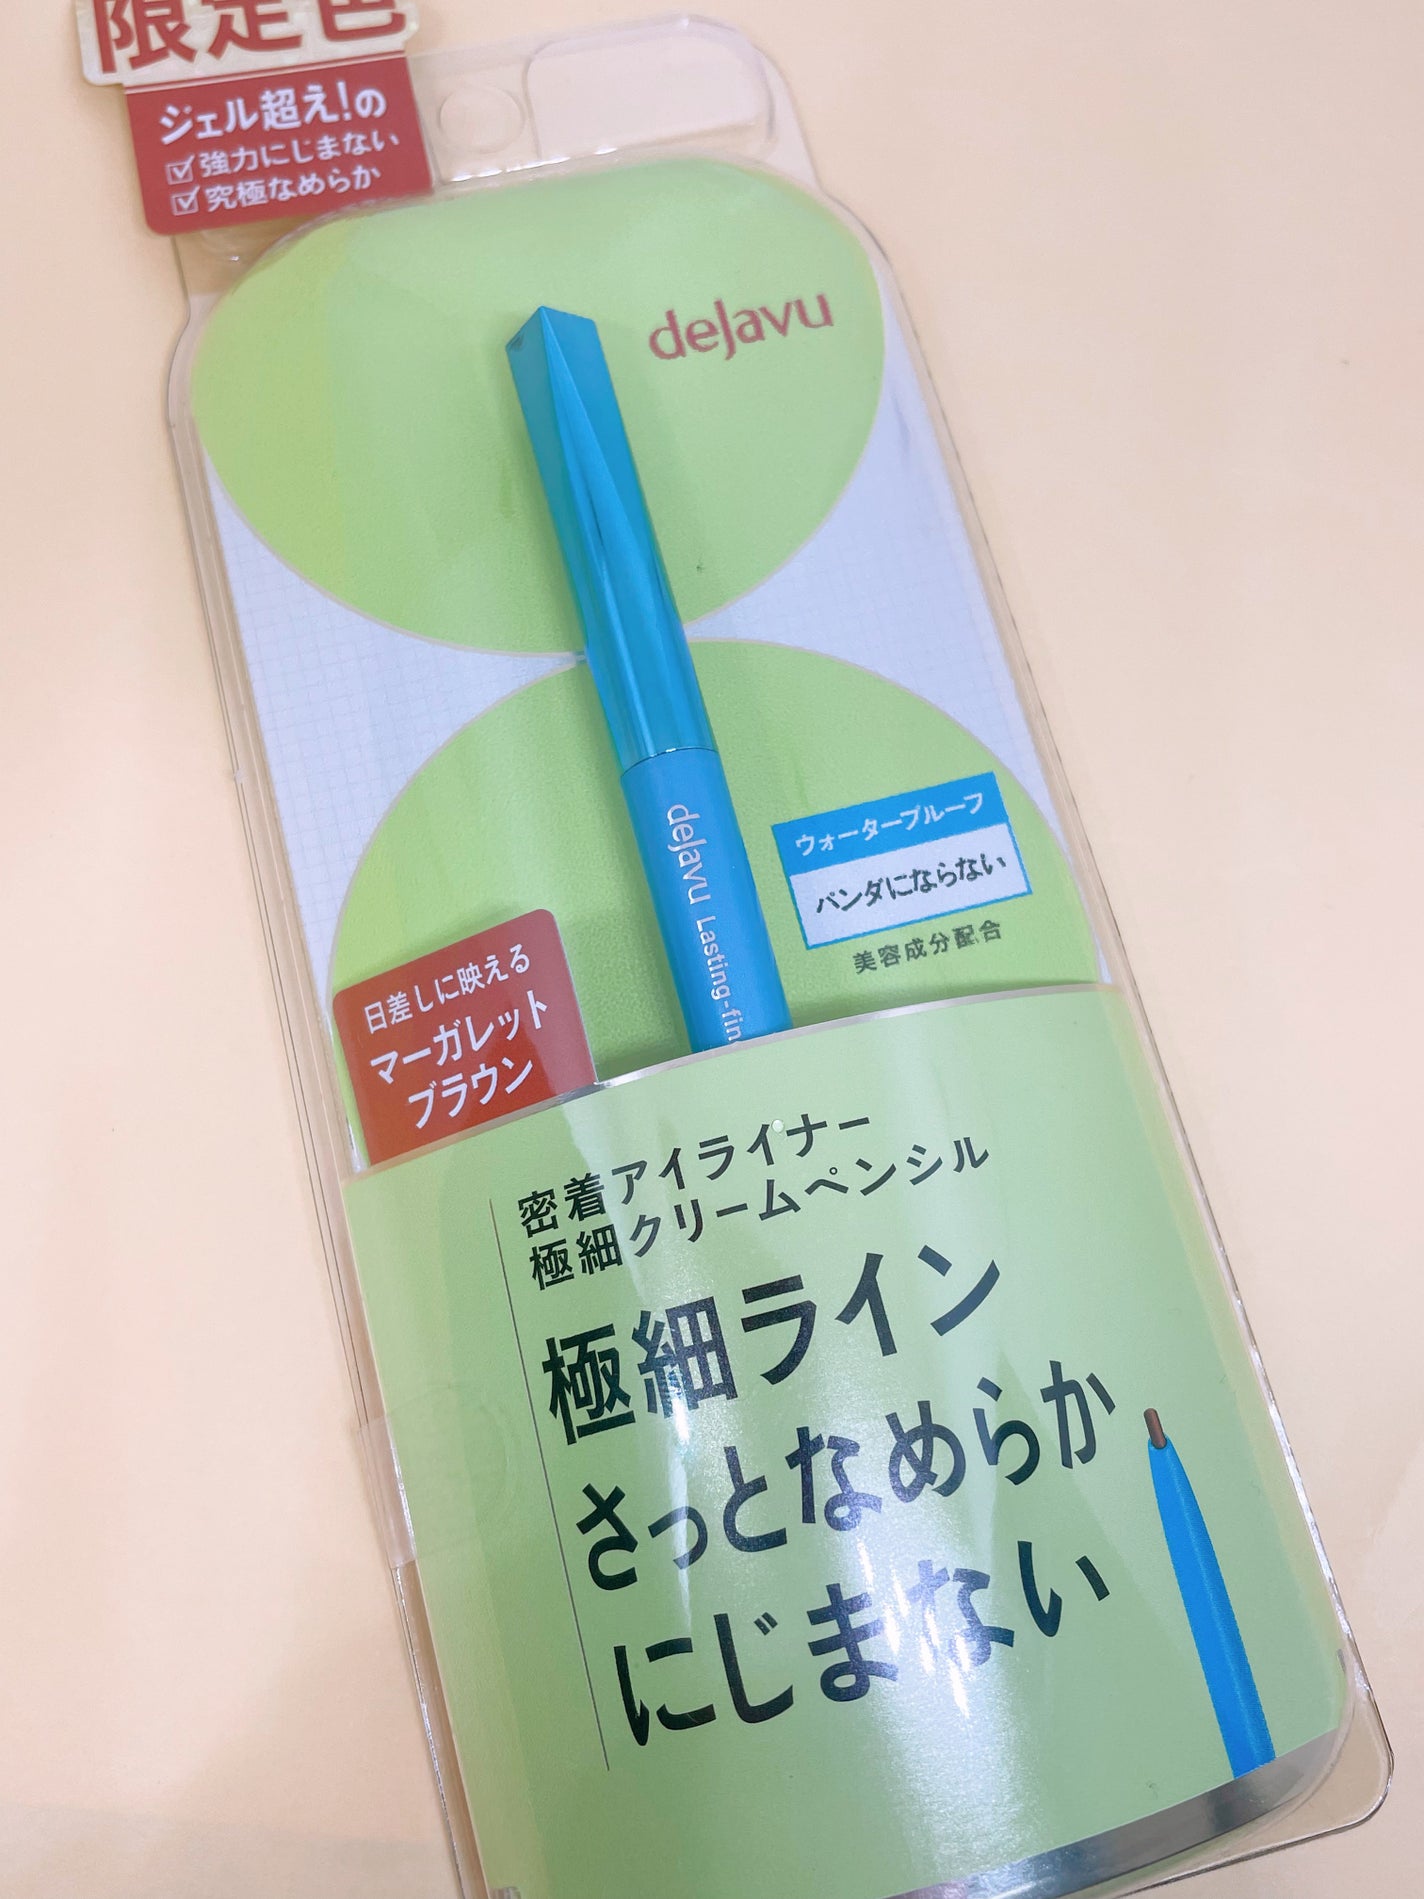 限定色
ジェル超え!の
☑強力にじまない
☑究極なめらか
dejavu
dejavu Lasting-fin
ウォータープルーフ
パンダにならない
美容成分配合
日差しに映える
マーガレット
ブラウン
密着アイライナー
極細クリームペンシル
極細ライン
さっとなめらか
にじまない